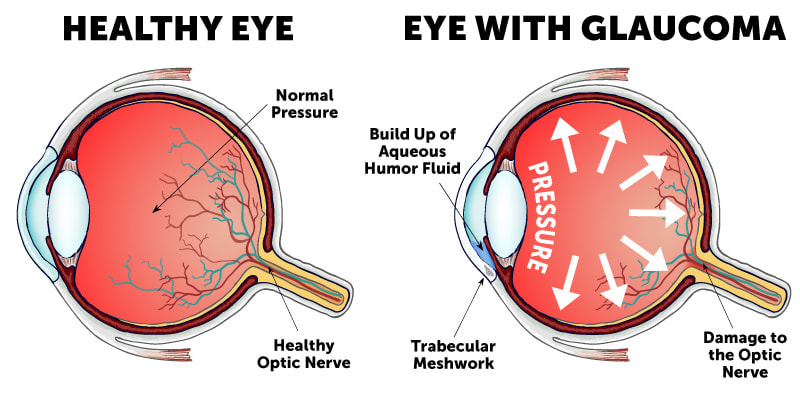 HEALTHY EYE
Normal
Pressure
Healthy
Optic Nerve
EYE WITH GLAUCOMA
Build Up of
Aqueous
Humor Fluid
PRESSURE
Trabecular
Meshwork
Damage to
the Optic
Nerve